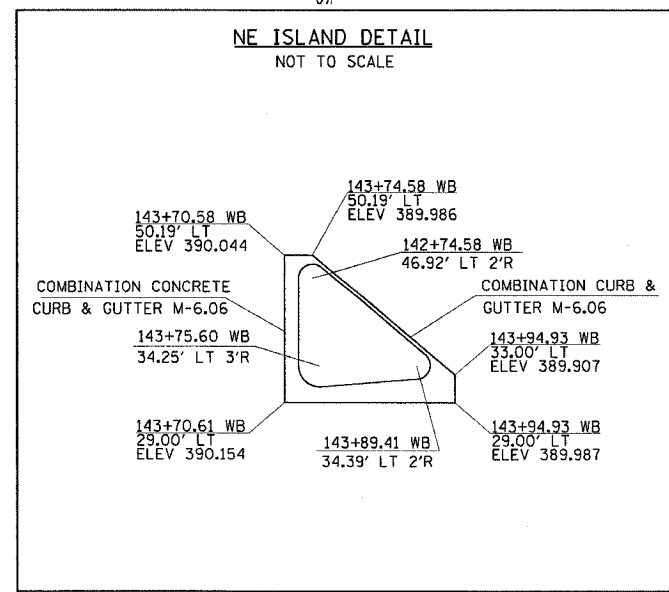 NE ISLAND DETAIL
NOT TO SCALE
143+74.58 WB
50.19' LT
ELEV 389.986
143+70.58 WB
50.19' LT
ELEV 390.044
142+74.58 WB
46.92' LT 2'R
COMBINATION CONCRETE
CURB & GUTTER M-6.06
COMBINATION CURB &
GUTTER M-6.06
143+75.60 WB
34.25' LT 3'R
143+94.93 WB
33.00' LT
ELEV 389.907
143+70.61 WB
29.00' LT
ELEV 390.154
143+89.41 WB
34.39' LT 2'R
143+94.93 WB
29.00' LT
ELEV 389.987